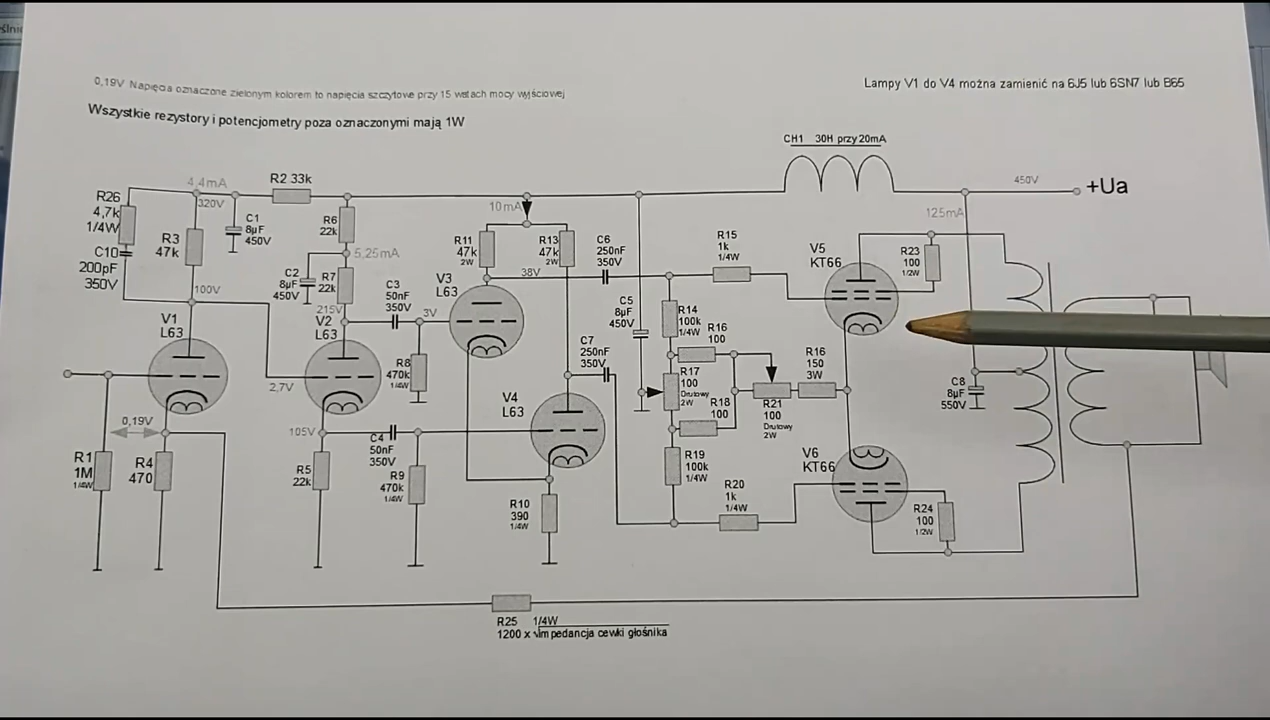 0,19V Napięcia oznaczone zielonym kolorem to napięcia szczytowe przy 15 watach mocy wyjściowej
Wszystkie rezystory i potencjometry poza oznaczonymi mają 1W
Lampy V1 do V4 można zamienić na 6J5 lub 6SN7 lub B65
CH1 30H przy 20mA
450V
+Ua
125mA
4,4mA
320V
R2 33k
R26
4,7k
1/4W
C10
200pF
350V
R3
47k
C1
8µF
450V
R6
22k
5,25mA
C2
8µF
450V
R7
22k
215V
100V
V1
L63
V2
L63
C3
50nF
350V
3V
10mA
R11
47k
2W
R13
47k
2W
38V
V3
L63
C6
250nF
350V
R15
1k
1/4W
V5
KT66
R23
100
1/2W
C5
8µF
450V
R14
100k
1/4W
R16
100
C7
250nF
350V
R17
100
Drutowy
2W
R18
100
R21
100
Drutowy
2W
R16
150
3W
C8
8µF
550V
R8
470k
1/4W
2,7V
V4
L63
0,19V
105V
C4
50nF
350V
R1
1M
1/4W
R4
470
R5
22k
R9
470k
1/4W
R10
390
1/4W
R19
100k
1/4W
R20
1k
1/4W
V6
KT66
R24
100
1/2W
R25 1/4W
1200 x √impedancja cewki głośnika